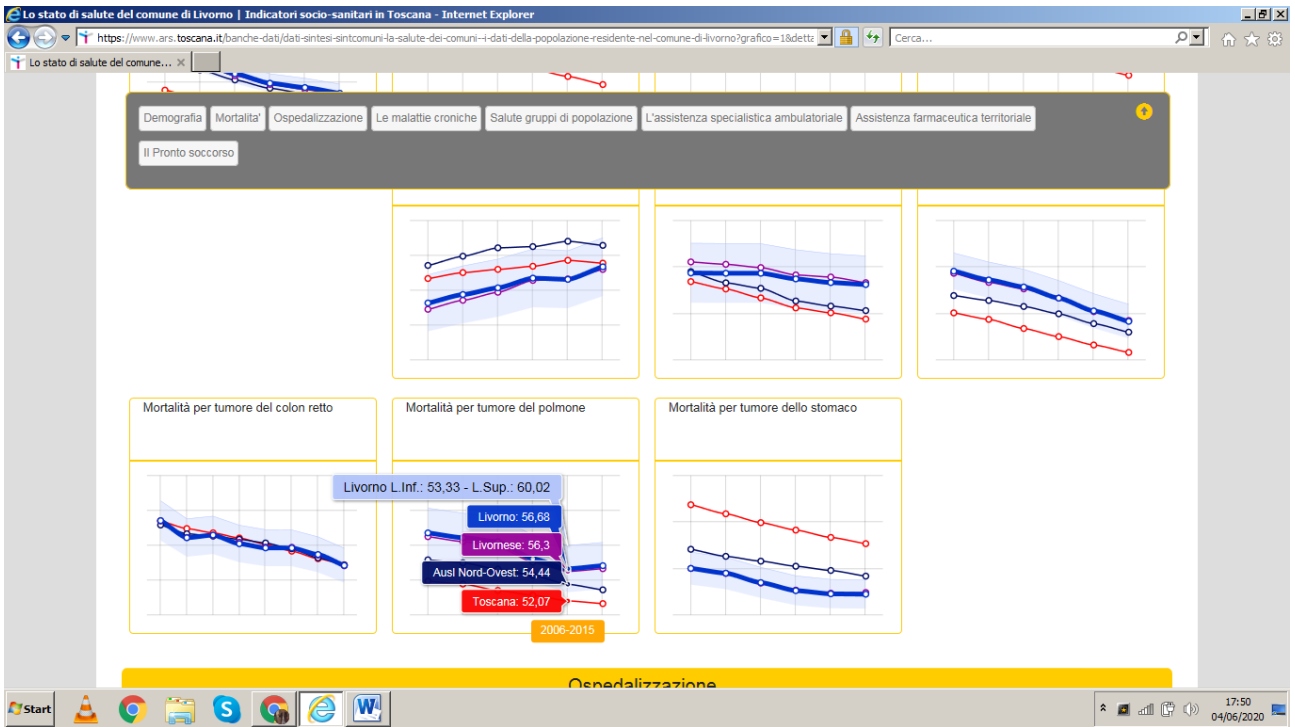 Lo stato di salute del comune di Livorno | Indicatori socio-sanitari in Toscana - Internet Explorer
https://www.ars.toscana.it/banche-dati/dati-sintesi-sintcomuni-la-salute-dei-comuni--i-dati-della-popolazione-residente-nel-comune-di-livorno?grafico=1&detta
Cerca...
Lo stato di salute del comune...
Demografia Mortalita' Ospedalizzazione Le malattie croniche Salute gruppi di popolazione L'assistenza specialistica ambulatoriale Assistenza farmaceutica territoriale
Il Pronto soccorso
Mortalità per tumore del colon retto
Mortalità per tumore del polmone
Mortalità per tumore dello stomaco
Livorno L.Inf.: 53,33 - L.Sup.: 60,02
Livorno: 56,68
Livornese: 56,3
Ausl Nord-Ovest: 54,44
Toscana: 52,07
2006-2015
Ospedalizzazione
Start
17:50
04/06/2020